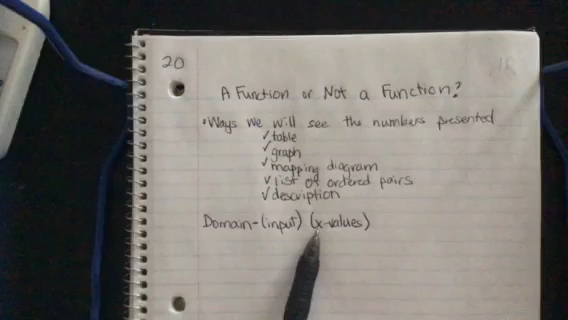 20
A Function or Not a Function?
•Ways we will see the numbers presented
✓table
✓graph
✓mapping diagram
✓list of ordered pairs
✓description
Domain-(input) (x-values)